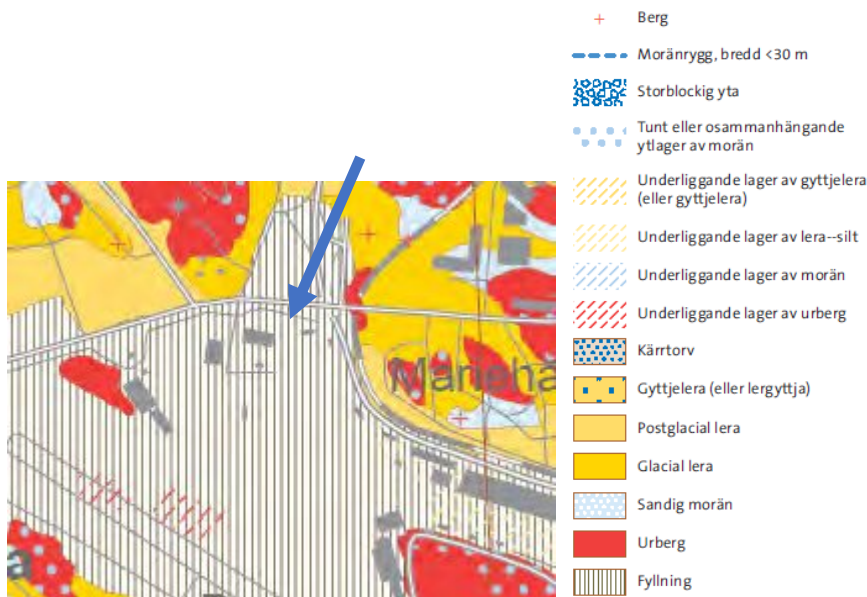 Berg
Moränrygg, bredd <30 m
Storblockig yta
Tunt eller osammanhängande
ytlager av morän
Underliggande lager av gyttjelera
(eller gyttjelera)
Underliggande lager av lera--silt
Underliggande lager av morän
Underliggande lager av urberg
Kärrtorv
Gyttjelera (eller lergyttja)
Postglacial lera
Glacial lera
Sandig morän
Urberg
Fyllning
Mariehä
a